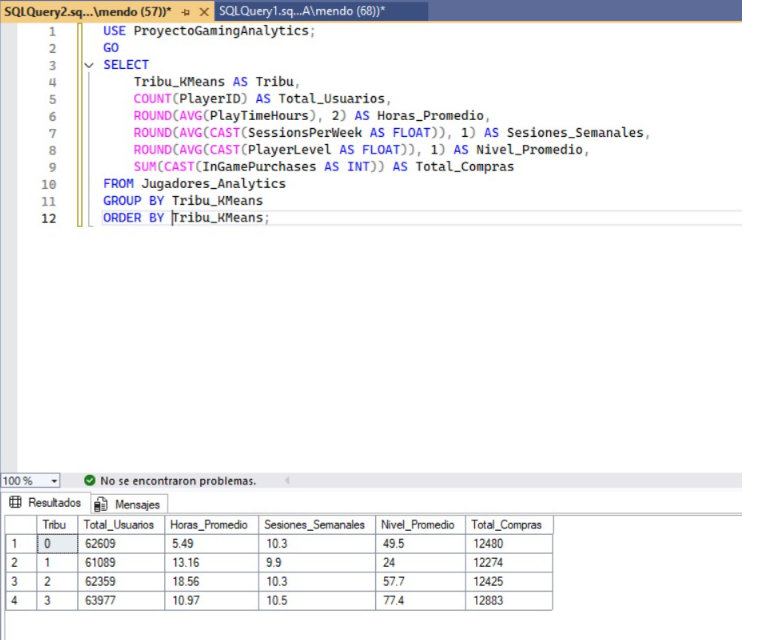 SQLQuery2.sq...\mendo (57))* SQLQuery1.sq...A\mendo (68))*
1 USE ProyectoGamingAnalytics;
2 GO
3 SELECT
4 Tribu_KMeans AS Tribu,
5 COUNT(PlayerID) AS Total_Usuarios,
6 ROUND(AVG(PlayTimeHours), 2) AS Horas_Promedio,
7 ROUND(AVG(CAST(SessionsPerWeek AS FLOAT)), 1) AS Sesiones_Semanales,
8 ROUND(AVG(CAST(PlayerLevel AS FLOAT)), 1) AS Nivel_Promedio,
9 SUM(CAST(InGamePurchases AS INT)) AS Total_Compras
10 FROM Jugadores_Analytics
11 GROUP BY Tribu_KMeans
12 ORDER BY Tribu_KMeans;
100 % No se encontraron problemas.
Resultados Mensajes
Tribu Total_Usuarios Horas_Promedio Sesiones_Semanales Nivel_Promedio Total_Compras
1 0 62609 5.49 10.3 49.5 12480
2 1 61089 13.16 9.9 24 12274
3 2 62359 18.56 10.3 57.7 12425
4 3 63977 10.97 10.5 77.4 12883